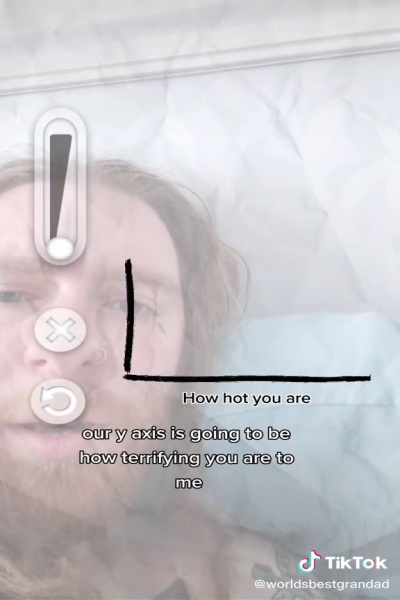 How hot you are
our y axis is going to be
how terrifying you are to
me
TikTok
@worldsbestgrandad